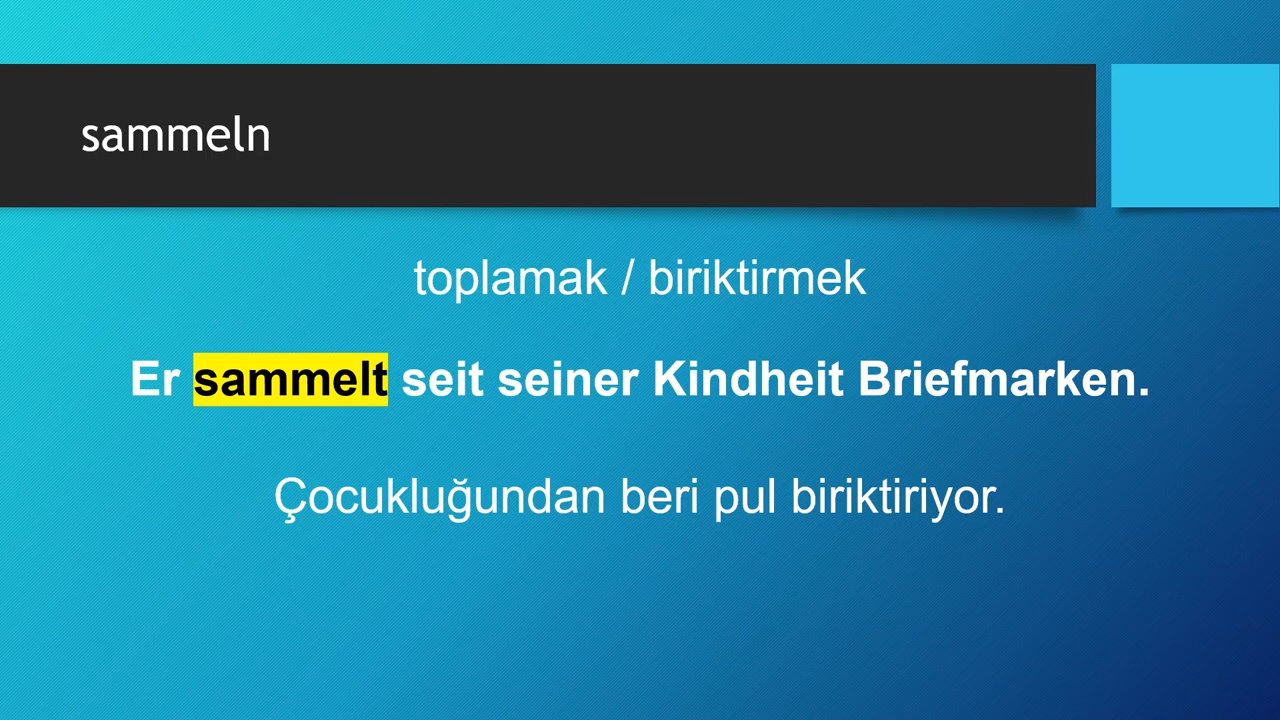 sammeln
toplamak / biriktirmek
Er sammelt seit seiner Kindheit Briefmarken.
Çocukluğundan beri pul biriktiriyor.